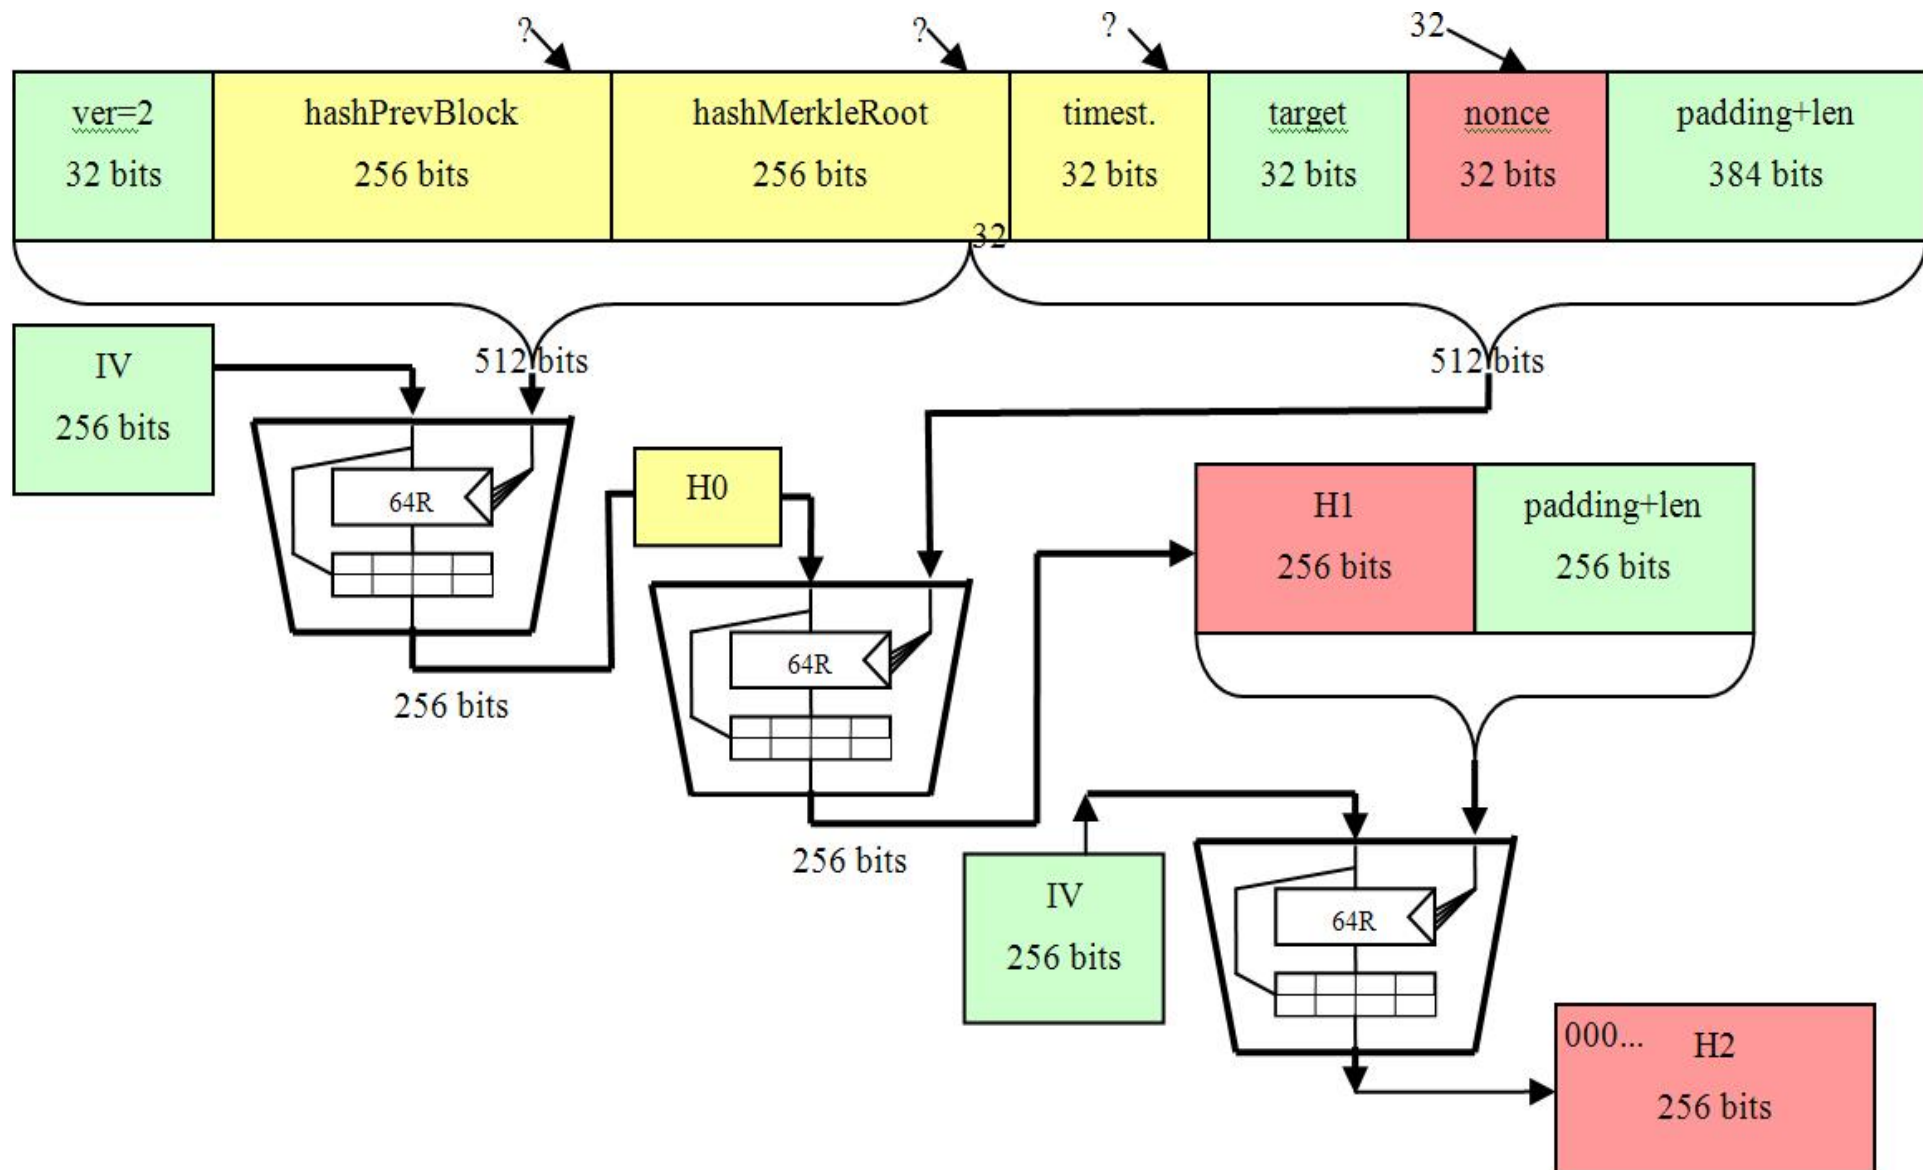 ?
?
?
32
ver=2
32 bits
hashPrevBlock
256 bits
hashMerkleRoot
256 bits
timest.
32 bits
target
32 bits
nonce
32 bits
padding+len
384 bits
32
IV
256 bits
512 bits
512 bits
64R
256 bits
H0
64R
256 bits
H1
256 bits
padding+len
256 bits
IV
256 bits
64R
000...
H2
256 bits